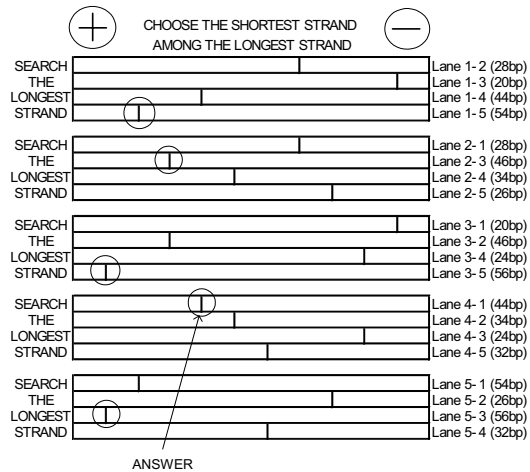 CHOOSE THE SHORTEST STRAND
AMONG THE LONGEST STRAND
SEARCH Lane 1- 2 (28bp)
THE Lane 1- 3 (20bp)
LONGEST Lane 1- 4 (44bp)
STRAND Lane 1- 5 (54bp)
SEARCH Lane 2- 1 (28bp)
THE Lane 2- 3 (46bp)
LONGEST Lane 2- 4 (34bp)
STRAND Lane 2- 5 (26bp)
SEARCH Lane 3- 1 (20bp)
THE Lane 3- 2 (46bp)
LONGEST Lane 3- 4 (24bp)
STRAND Lane 3- 5 (56bp)
SEARCH Lane 4- 1 (44bp)
THE Lane 4- 2 (34bp)
LONGEST Lane 4- 3 (24bp)
STRAND Lane 4- 5 (32bp)
SEARCH Lane 5- 1 (54bp)
THE Lane 5- 2 (26bp)
LONGEST Lane 5- 3 (56bp)
STRAND Lane 5- 4 (32bp)
ANSWER